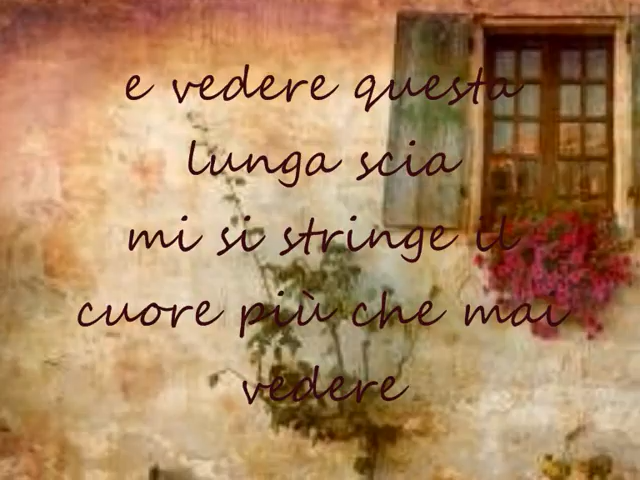 e vedere questa
lunga scia
mi si stringe il
cuore più che mai
vedere